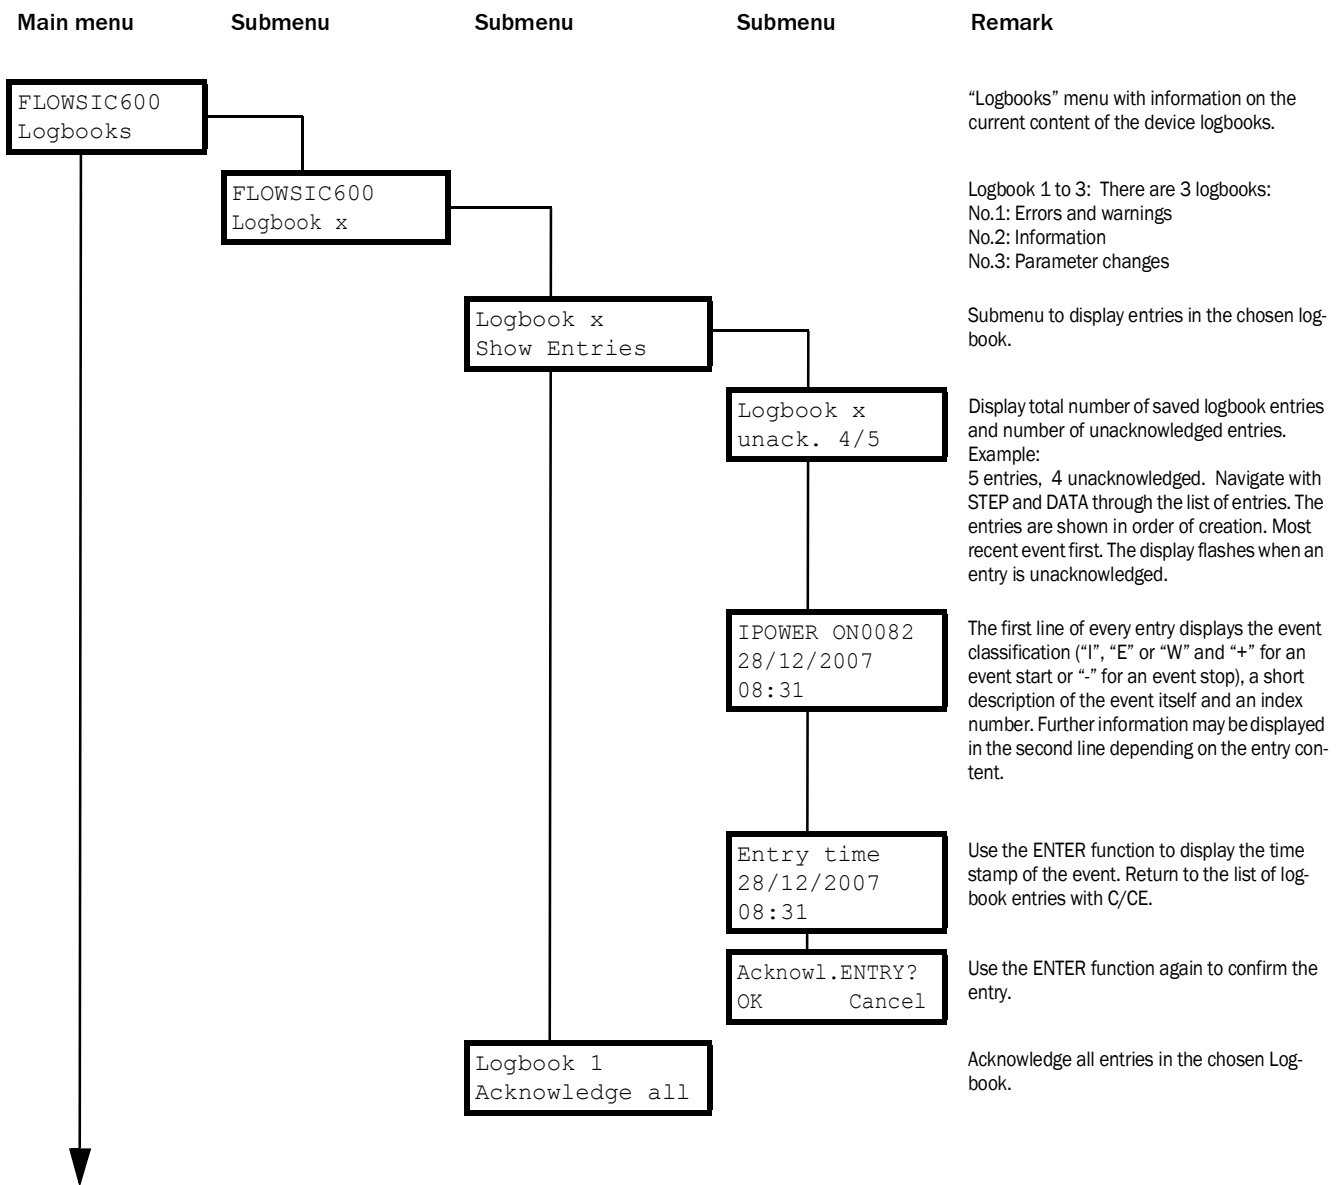 Main menu Submenu Submenu Submenu Remark
FLOWSIC600
Logbooks
“Logbooks” menu with information on the
current content of the device logbooks.
FLOWSIC600
Logbook x
Logbook 1 to 3: There are 3 logbooks:
No.1: Errors and warnings
No.2: Information
No.3: Parameter changes
Logbook x
Show Entries
Submenu to display entries in the chosen log-
book.
Logbook x
unack. 4/5
Display total number of saved logbook entries
and number of unacknowledged entries.
Example:
5 entries, 4 unacknowledged. Navigate with
STEP and DATA through the list of entries. The
entries are shown in order of creation. Most
recent event first. The display flashes when an
entry is unacknowledged.
IPOWER ON0082
28/12/2007
08:31
The first line of every entry displays the event
classification (“I”, “E” or “W” and “+” for an
event start or “-” for an event stop), a short
description of the event itself and an index
number. Further information may be displayed
in the second line depending on the entry con-
tent.
Entry time
28/12/2007
08:31
Use the ENTER function to display the time
stamp of the event. Return to the list of log-
book entries with C/CE.
Acknowl.ENTRY?
OK Cancel
Use the ENTER function again to confirm the
entry.
Logbook 1
Acknowledge all
Acknowledge all entries in the chosen Log-
book.